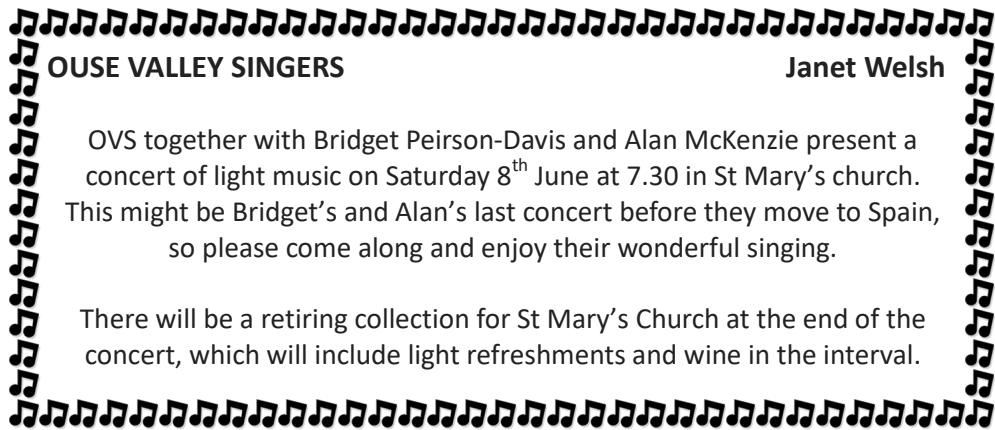 OUSE VALLEY SINGERS Janet Welsh
OVS together with Bridget Peirson-Davis and Alan McKenzie present a
concert of light music on Saturday 8th June at 7.30 in St Mary’s church.
This might be Bridget’s and Alan’s last concert before they move to Spain,
so please come along and enjoy their wonderful singing.
There will be a retiring collection for St Mary’s Church at the end of the
concert, which will include light refreshments and wine in the interval.